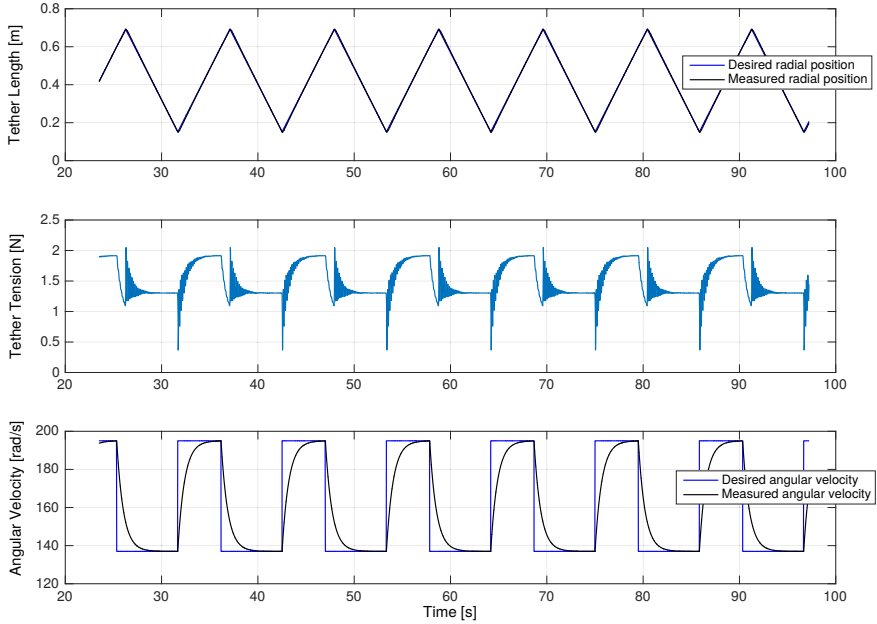 0.8
0.6
0.4
0.2
0
Tether Length [m]
Desired radial position
Measured radial position
20 30 40 50 60 70 80 90 100
2.5
2
1.5
1
0.5
0
Tether Tension [N]
20 30 40 50 60 70 80 90 100
200
180
160
140
120
Angular Velocity [rad/s]
Desired angular velocity
Measured angular velocity
20 30 40 50 60 70 80 90 100
Time [s]